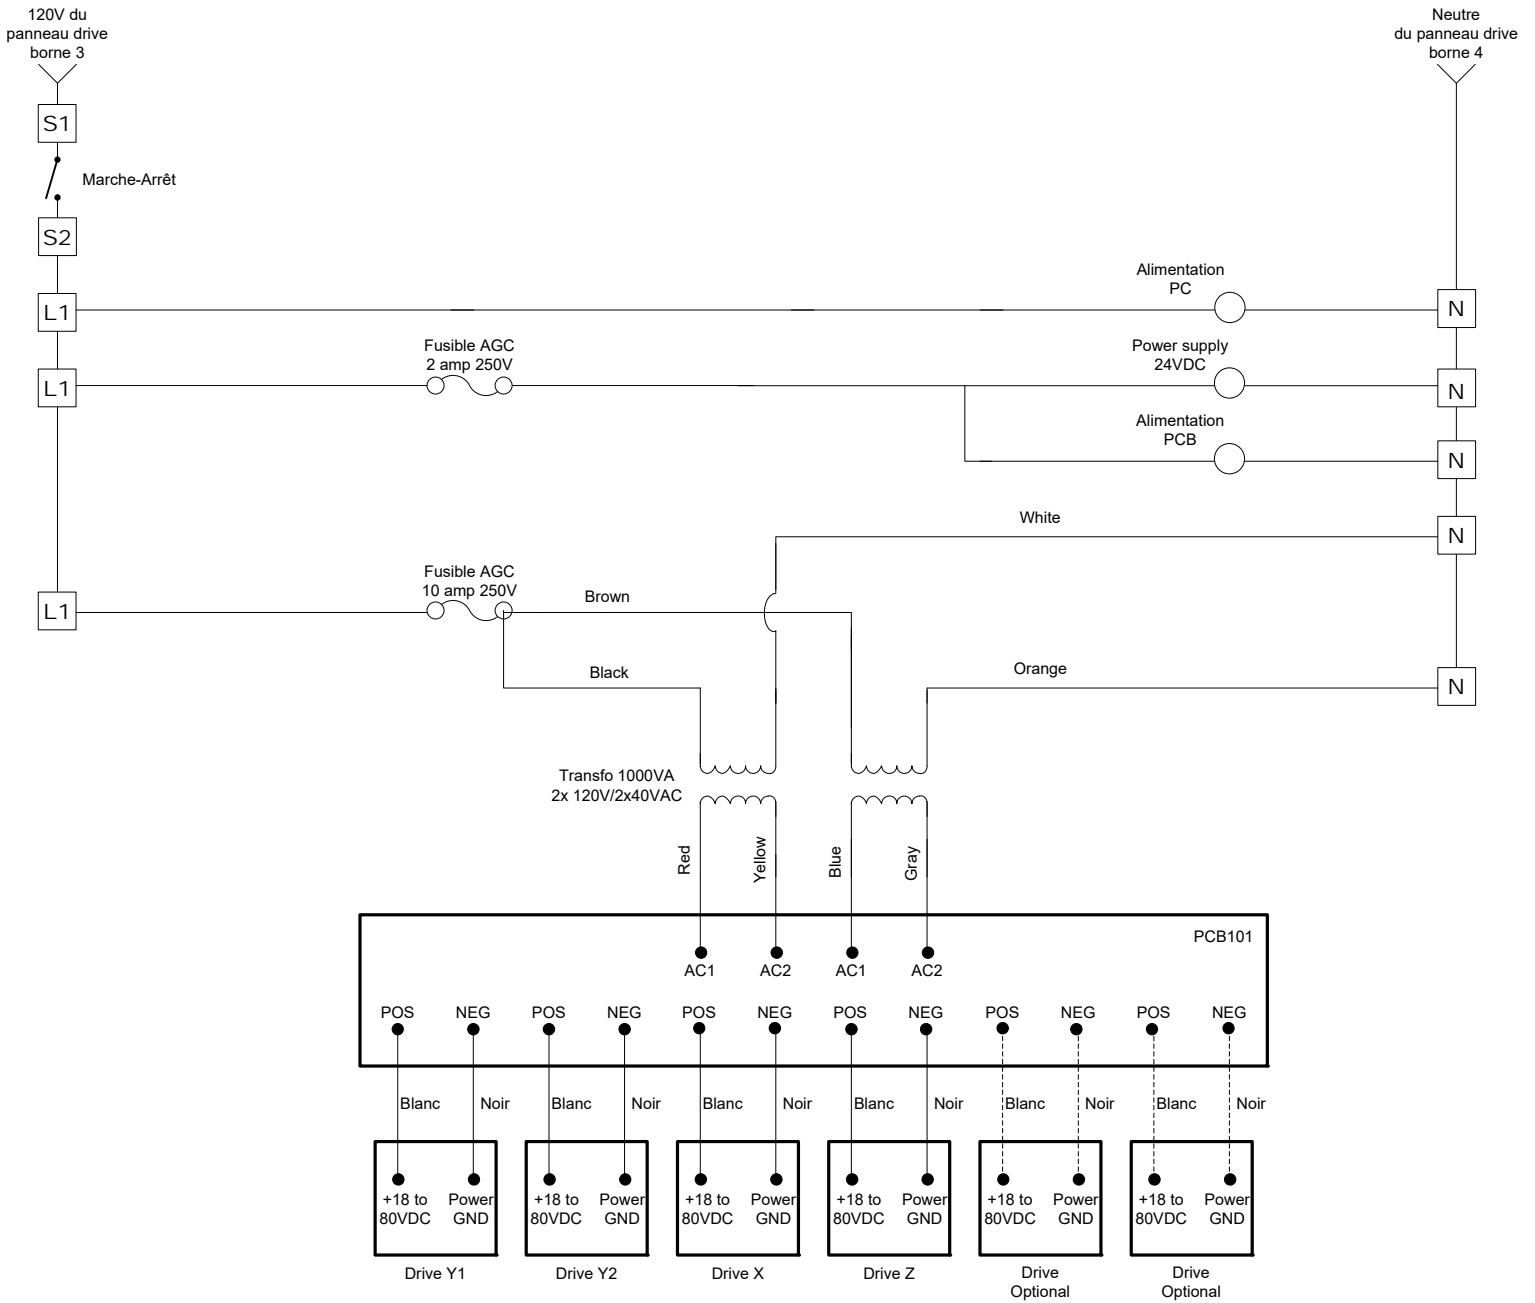 120V du
panneau drive
borne 3
Neutre
du panneau drive
borne 4
S1
Marche-Arrêt
S2
Alimentation
PC
L1
N
Fusible AGC
2 amp 250V
Power supply
24VDC
L1
N
Alimentation
PCB
N
White
N
Fusible AGC
10 amp 250V
Brown
L1
Black
Orange
N
Transfo 1000VA
2x 120V/2x40VAC
Red
Yellow
Blue
Gray
PCB101
AC1 AC2 AC1 AC2
POS NEG POS NEG POS NEG POS NEG POS NEG POS NEG
Blanc Noir Blanc Noir Blanc Noir Blanc Noir Blanc Noir Blanc Noir
+18 to
80VDC
Power
GND
+18 to
80VDC
Power
GND
+18 to
80VDC
Power
GND
+18 to
80VDC
Power
GND
+18 to
80VDC
Power
GND
+18 to
80VDC
Power
GND
Drive Y1
Drive Y2
Drive X
Drive Z
Drive
Optional
Drive
Optional